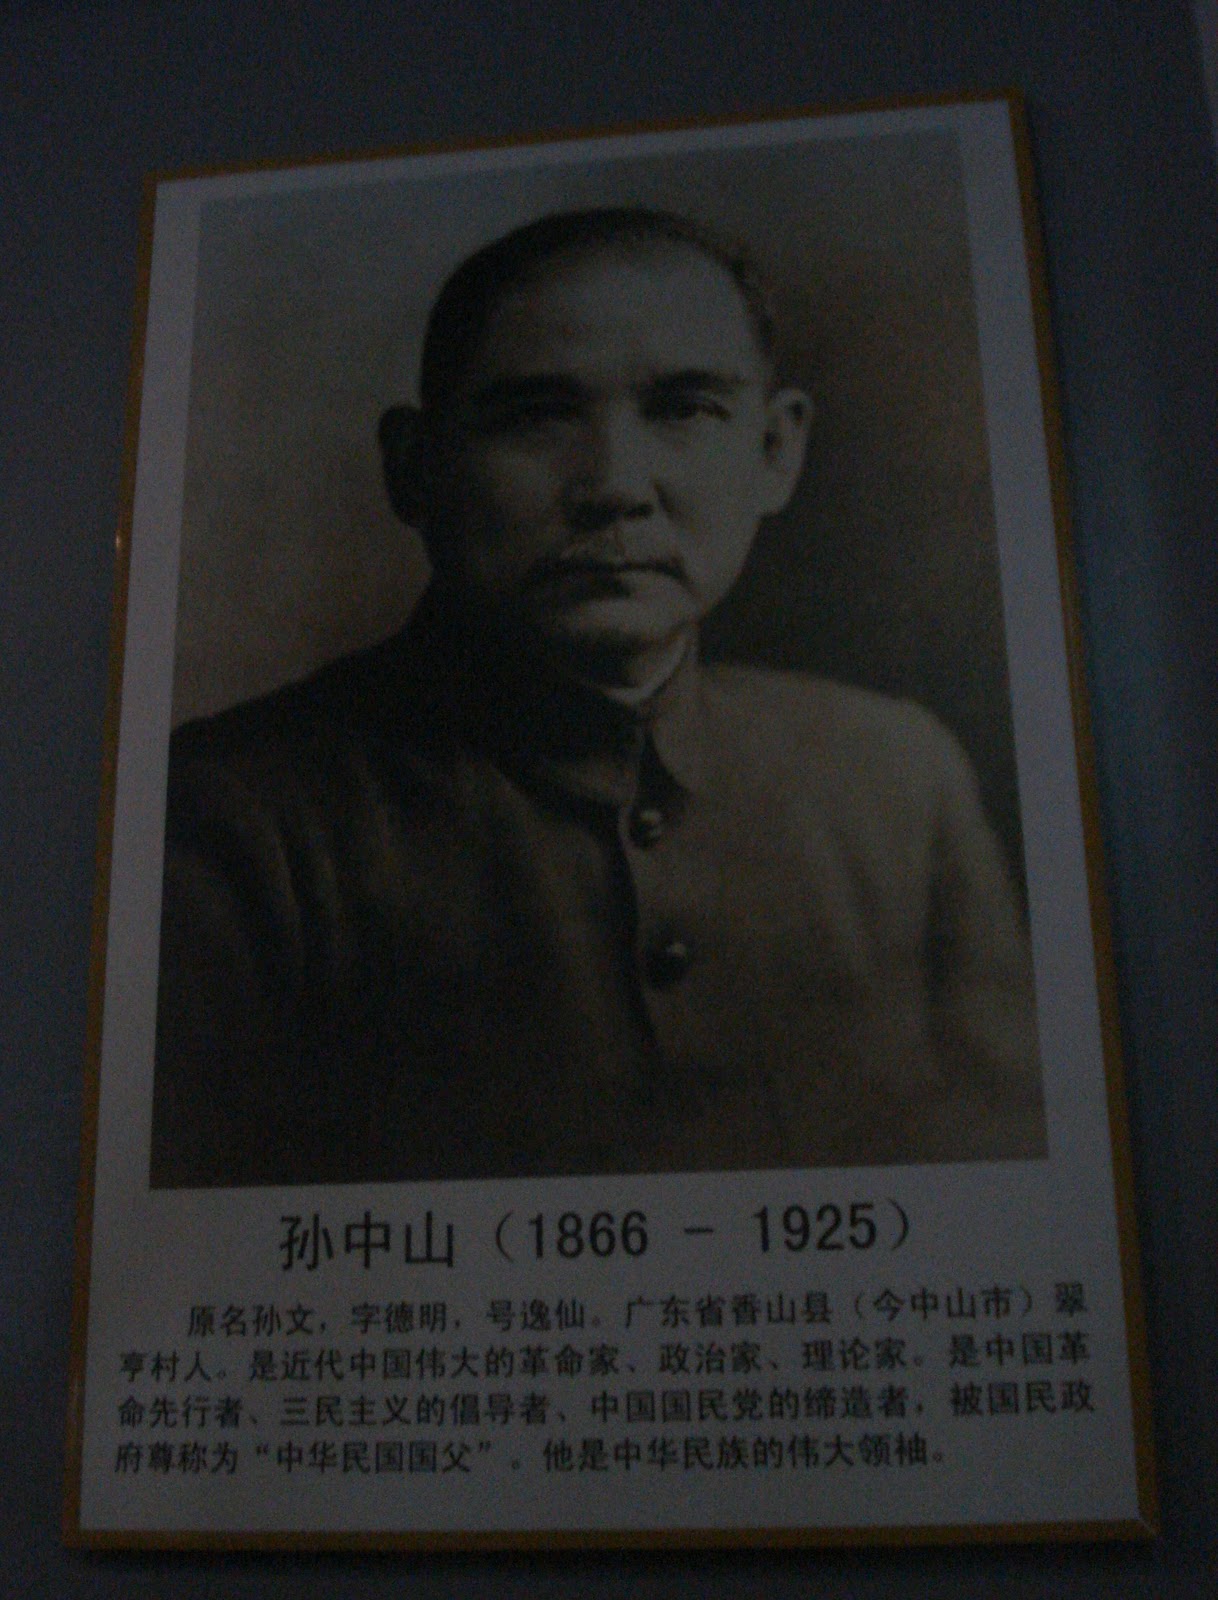 孙中山（1866 - 1925）
原名孙文，字德明，号逸仙。广东省香山县（今中山市）翠
亨村人。是近代中国伟大的革命家、政治家、理论家。是中国革
命先行者、三民主义的倡导者、中国国民党的缔造者，被国民政
府尊称为“中华民国国父”。他是中华民族的伟大领袖。